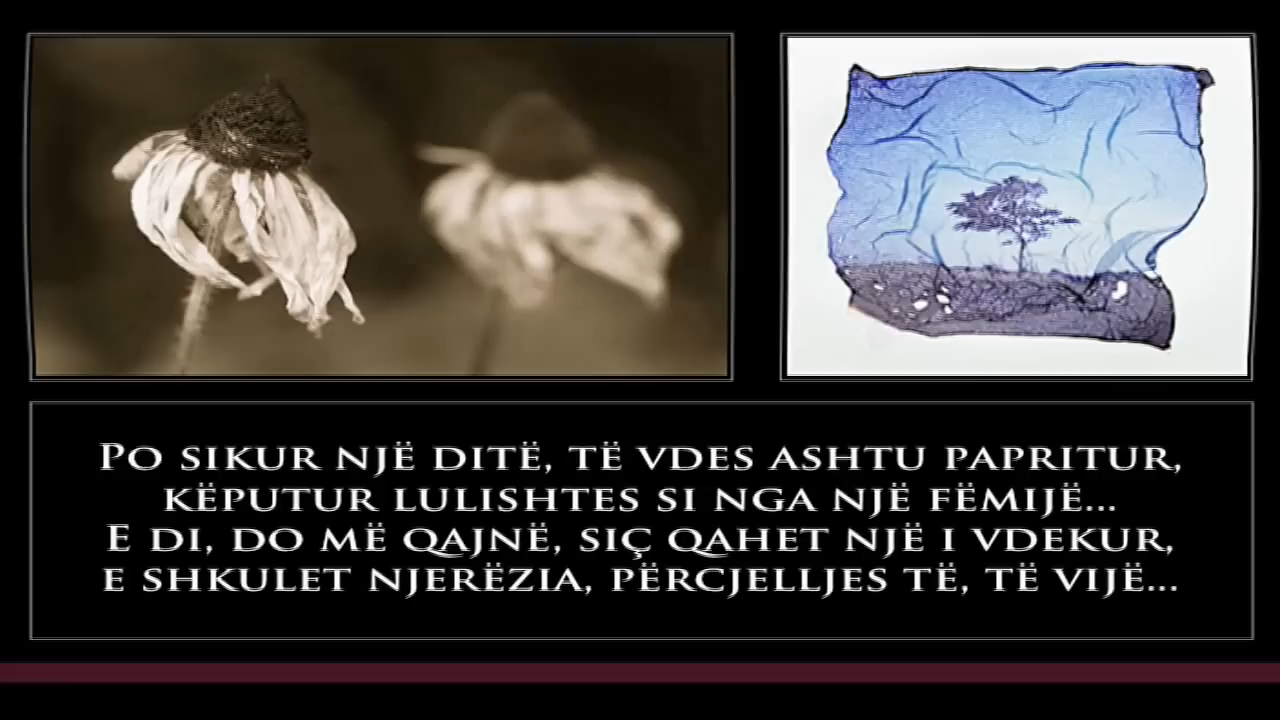 Po sikur një ditë, të vdes ashtu papritur,
këputur lulishtes si nga një fëmijë...
E di, do më qajnë, siç qahet një i vdekur,
e shkulet njerëzia, përcjelljes të, të vijë...